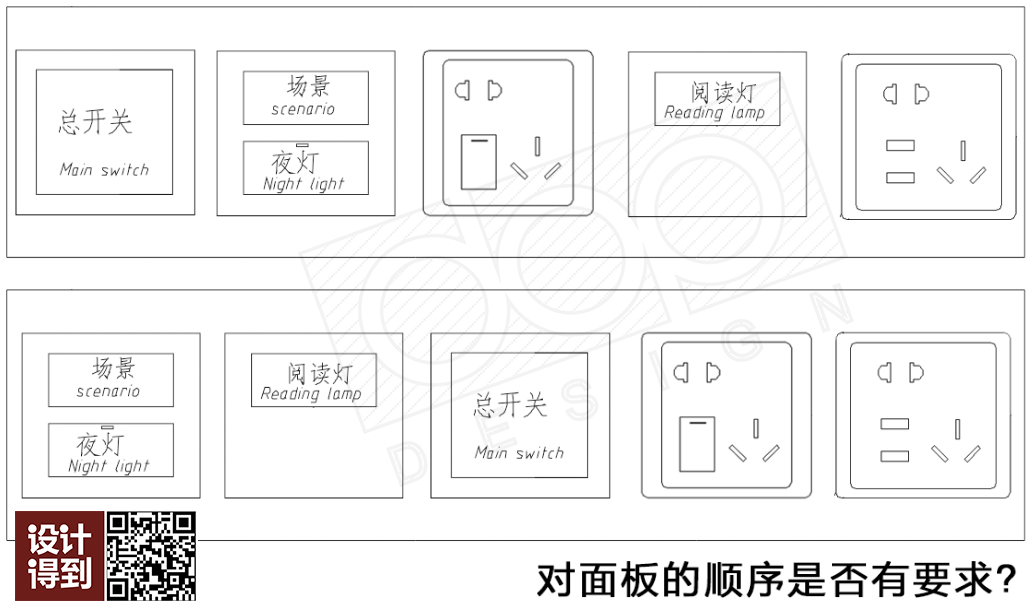 总开关
Main switch
场景
scenario
夜灯
Night light
阅读灯
Reading lamp
场景
scenario
夜灯
Night light
阅读灯
Reading lamp
总开关
Main switch
dop
DESIGN
设计
得到
对面板的顺序是否有要求?